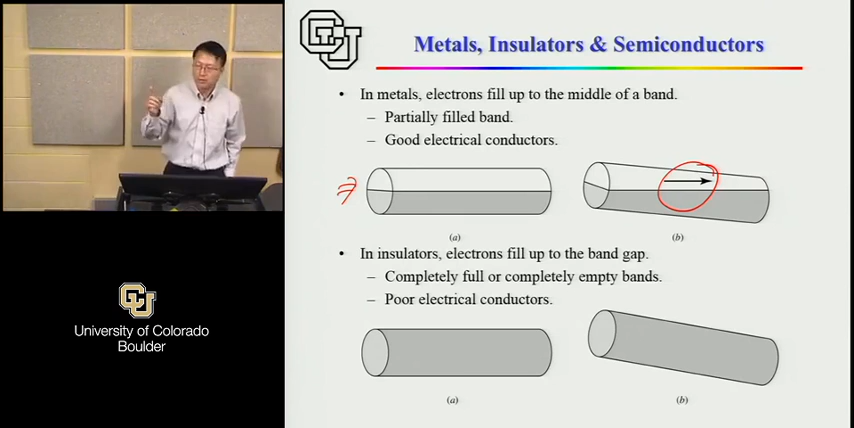 CU
Metals, Insulators & Semiconductors
• In metals, electrons fill up to the middle of a band.
– Partially filled band.
– Good electrical conductors.
(a)
(b)
• In insulators, electrons fill up to the band gap.
– Completely full or completely empty bands.
– Poor electrical conductors.
(a)
(b)
CU
University of Colorado
Boulder